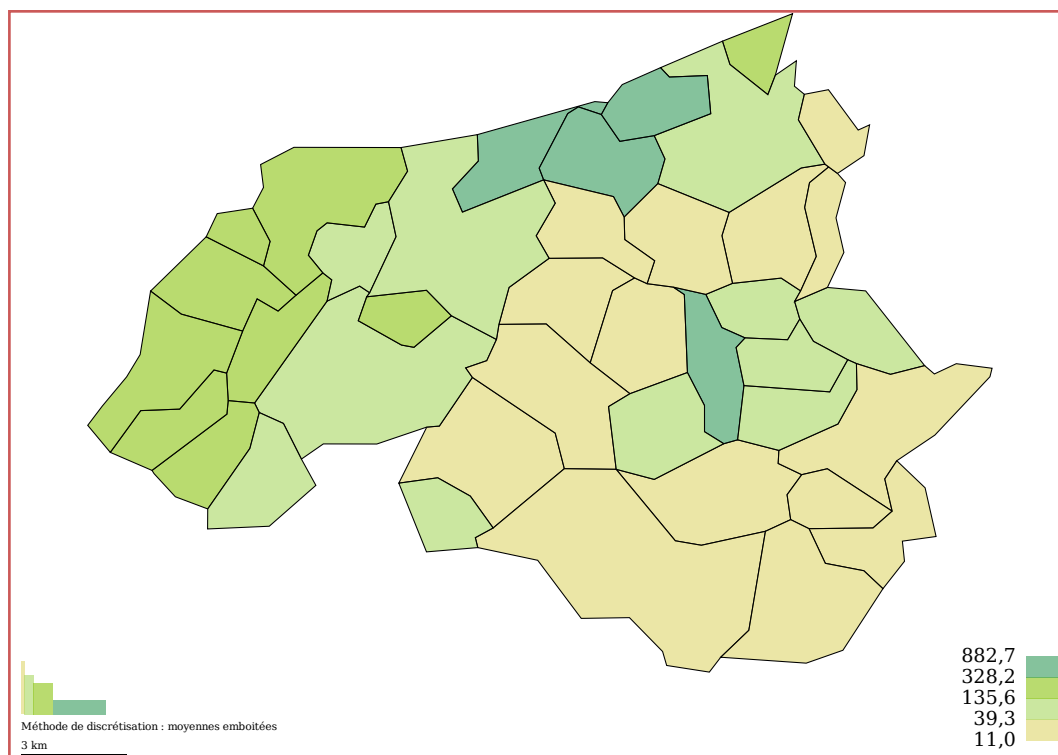 882,7
328,2
135,6
39,3
11,0
Méthode de discrétisation : moyennes emboitées
3 km